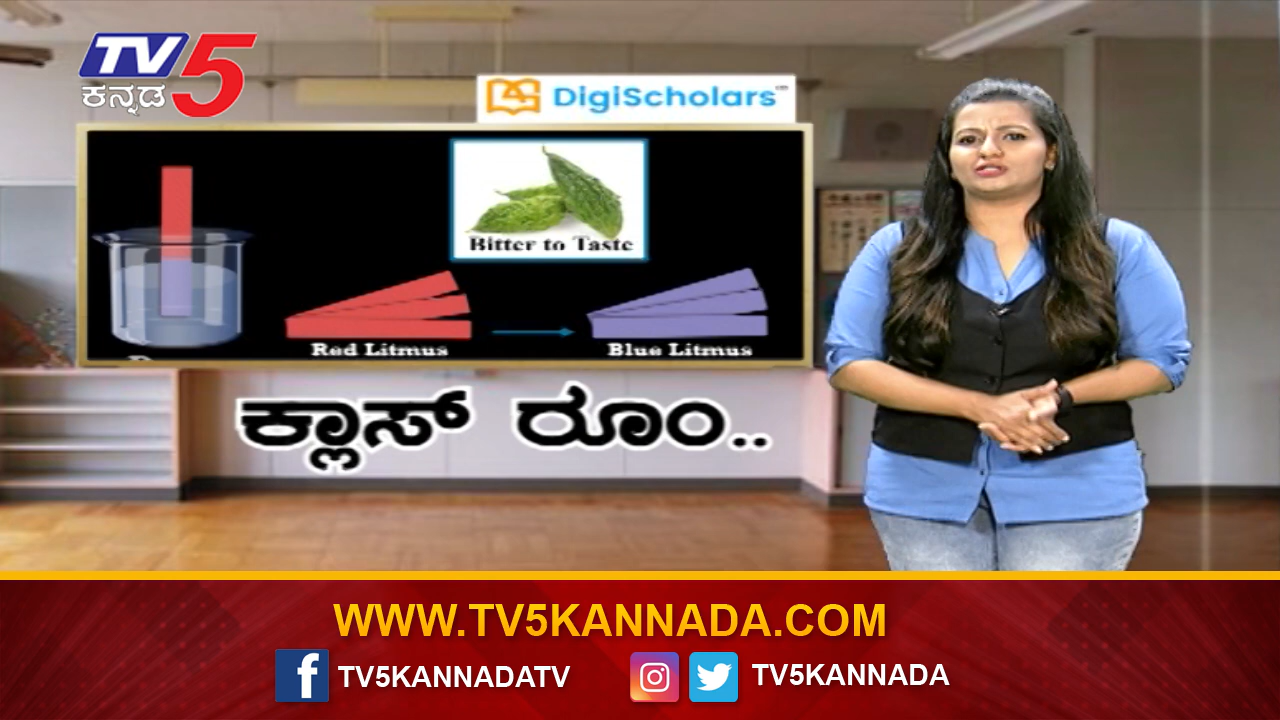 TV5
ಕನ್ನಡ
DigiScholars
Bitter to Taste
Red Litmus
Blue Litmus
ಕ್ಲಾಸ್ ರೂಂ..
WWW.TV5KANNADA.COM
f TV5KANNADATV
TV5KANNADA